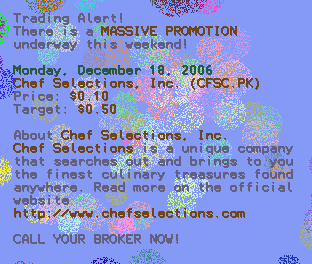 Trading Alert!
There is a MASSIVE PROMOTION
underway this weekend!
Monday, December 18, 2006
Chef Selections, Inc. (CFSC.PK)
Price: $0.10
Target: $0.50
About Chef Selections, Inc.
Chef Selections is a unique company
that searches out and brings to you
the finest culinary treasures found
anywhere. Read more on the official
website
http://www.chefselections.com
CALL YOUR BROKER NOW!